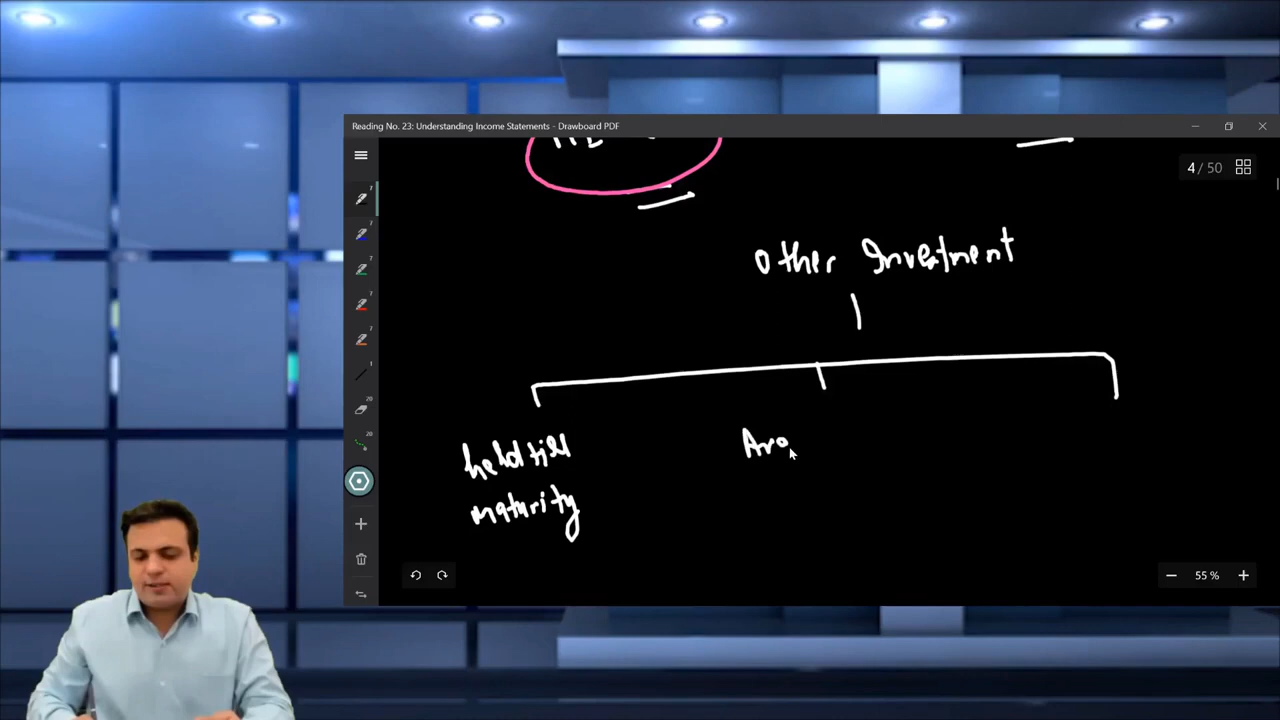 Reading No. 23: Understanding Income Statements - Drawboard PDF
4 / 50
Other Investment
held till
maturity
55 %